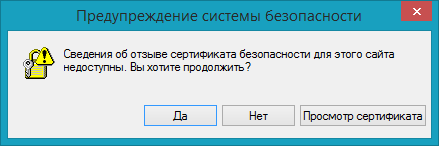 Предупреждение системы безопасности
Сведения об отзыве сертификата безопасности для этого сайта
недоступны. Вы хотите продолжить?
Да
Нет
Просмотр сертификата